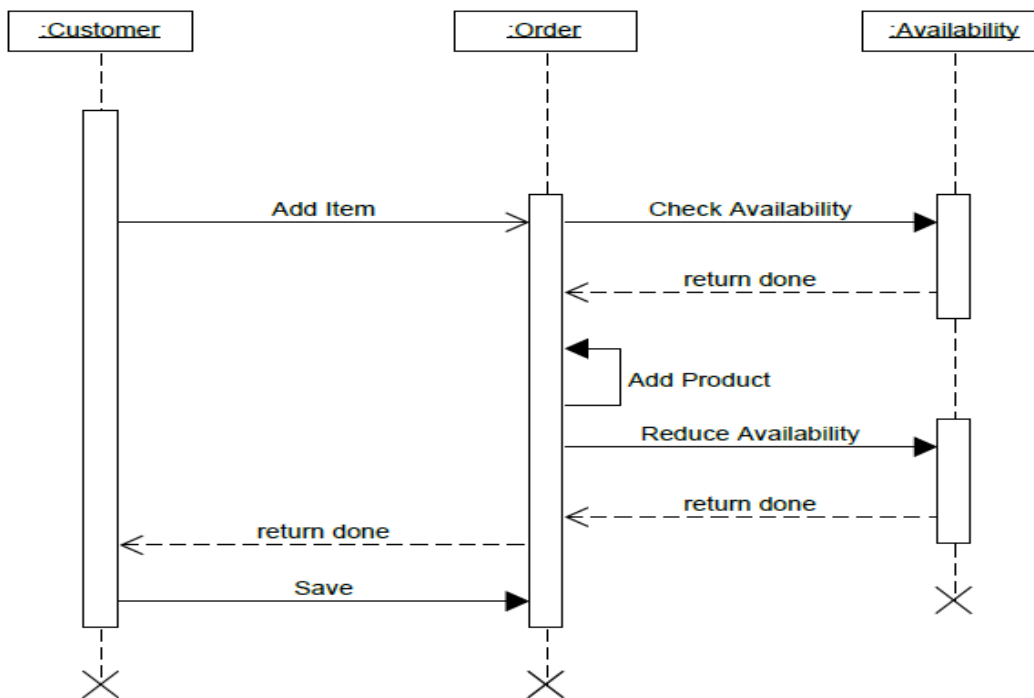 :Customer
:Order
:Availability
Add Item
Check Availability
return done
Add Product
Reduce Availability
return done
return done
Save